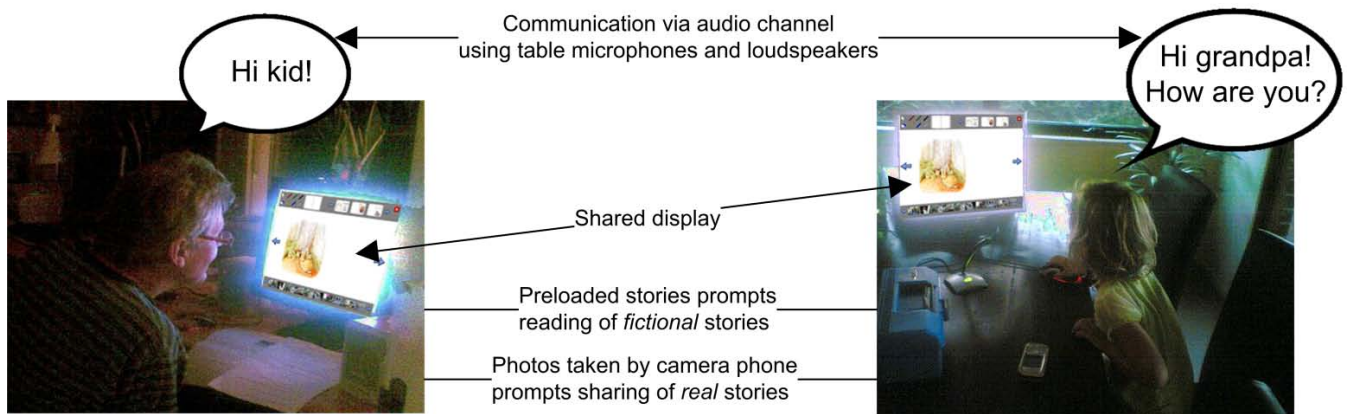 Communication via audio channel
using table microphones and loudspeakers
Hi kid!
Hi grandpa!
How are you?
Shared display
Preloaded stories prompts
reading of fictional stories
Photos taken by camera phone
prompts sharing of real stories